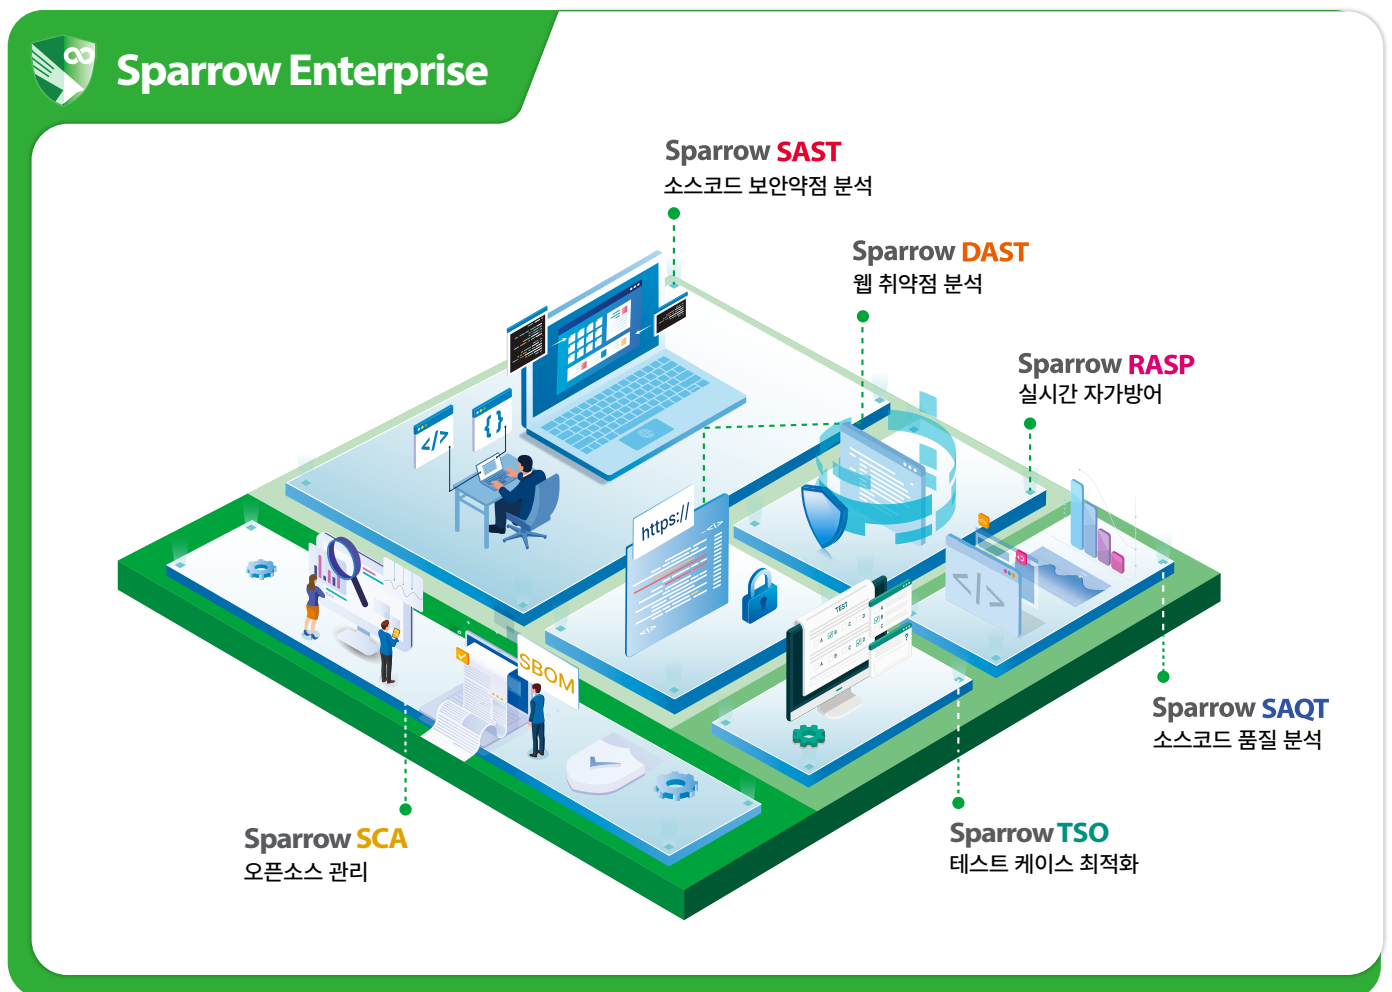 Sparrow Enterprise
Sparrow SAST
소스코드 보안약점 분석
Sparrow DAST
웹 취약점 분석
Sparrow RASP
실시간 자가방어
</>
{ }
https://
</>
</>
</>
TEST
SBOM
Sparrow SAQT
소스코드 품질 분석
Sparrow SCA
오픈소스 관리
Sparrow TSO
테스트 케이스 최적화